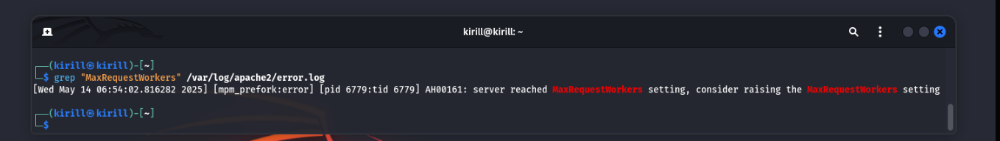 kirill@kirill: ~
┌──(kirill㉿kirill)-[~]
└─$ grep "MaxRequestWorkers" /var/log/apache2/error.log
[Wed May 14 06:54:02.816282 2025] [mpm_prefork:error] [pid 6779:tid 6779] AH00161: server reached MaxRequestWorkers setting, consider raising the MaxRequestWorkers setting
┌──(kirill㉿kirill)-[~]
└─$